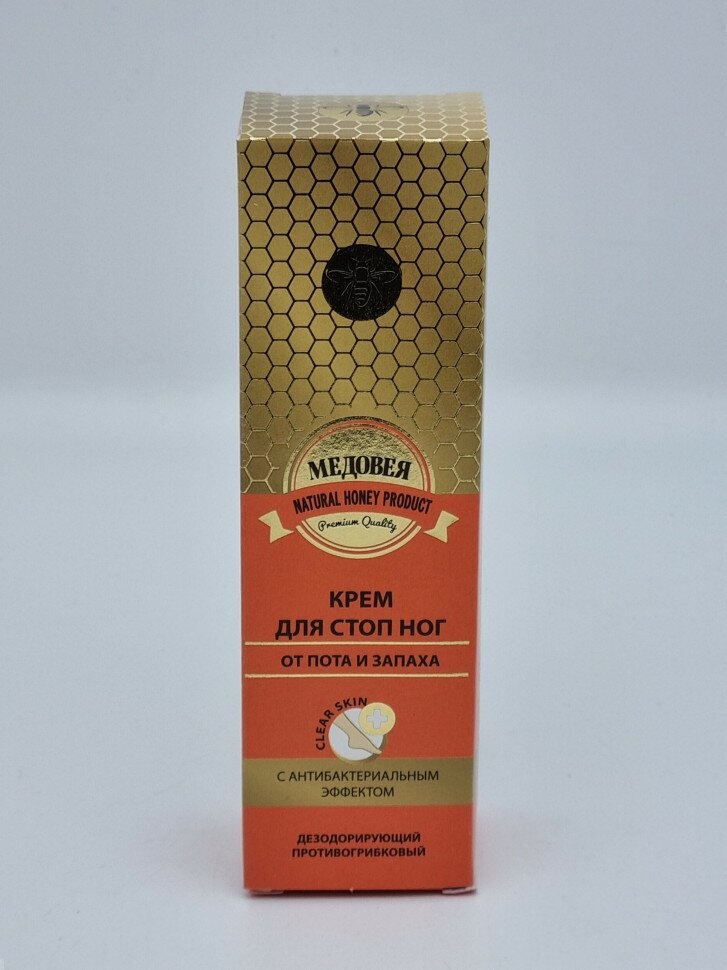 МЕДОВЕЯ
NATURAL HONEY PRODUCT
Premium Quality
КРЕМ
ДЛЯ СТОП НОГ
ОТ ПОТА И ЗАПАХА
CLEAR SKIN
С АНТИБАКТЕРИАЛЬНЫМ
ЭФФЕКТОМ
ДЕЗОДОРИРУЮЩИЙ
ПРОТИВОГРИБКОВЫЙ